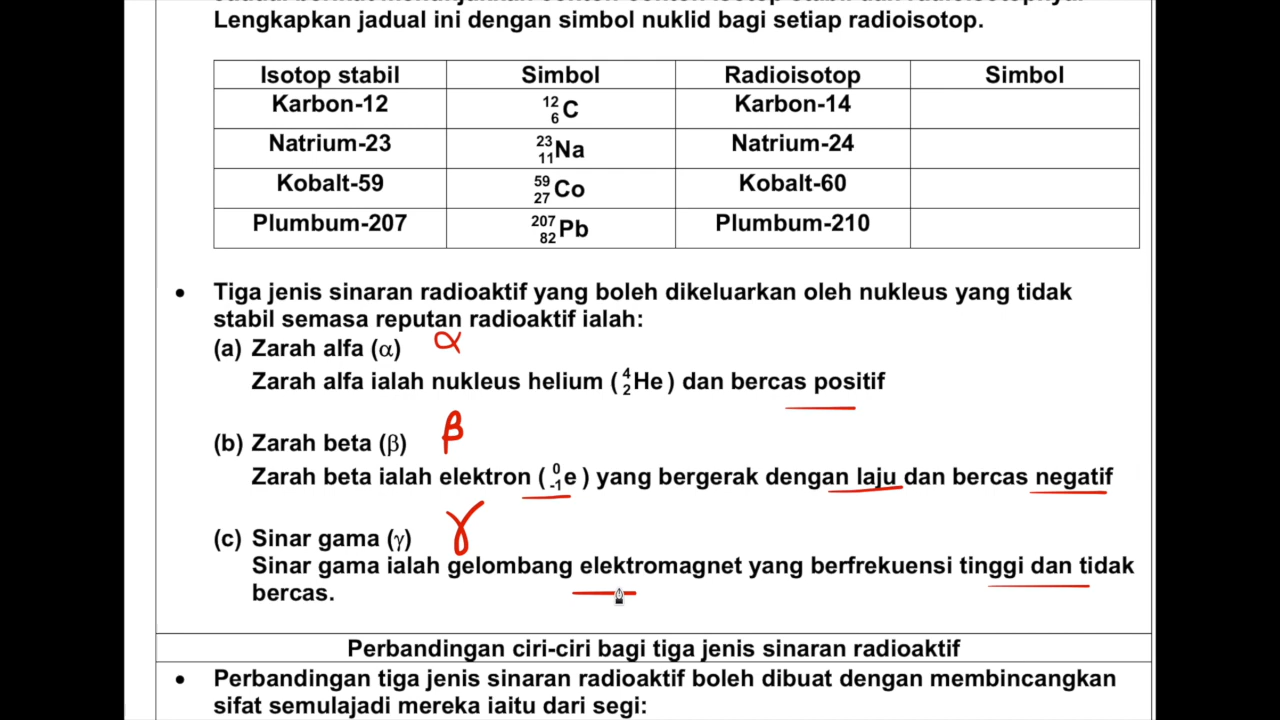 Lengkapkan jadual ini dengan simbol nuklid bagi setiap radioisotop.
Isotop stabil Simbol Radioisotop Simbol
Karbon-12 ¹²₆C Karbon-14
Natrium-23 ²³₁₁Na Natrium-24
Kobalt-59 ⁵⁹₂₇Co Kobalt-60
Plumbum-207 ²⁰⁷₈₂Pb Plumbum-210
• Tiga jenis sinaran radioaktif yang boleh dikeluarkan oleh nukleus yang tidak
stabil semasa reputan radioaktif ialah:
(a) Zarah alfa (α) α
Zarah alfa ialah nukleus helium (⁴₂He) dan bercas positif
(b) Zarah beta (β) β
Zarah beta ialah elektron (⁰₋₁e) yang bergerak dengan laju dan bercas negatif
(c) Sinar gama (γ) γ
Sinar gama ialah gelombang elektromagnet yang berfrekuensi tinggi dan tidak
bercas.
Perbandingan ciri-ciri bagi tiga jenis sinaran radioaktif
• Perbandingan tiga jenis sinaran radioaktif boleh dibuat dengan membincangkan
sifat semulajadi mereka iaitu dari segi: